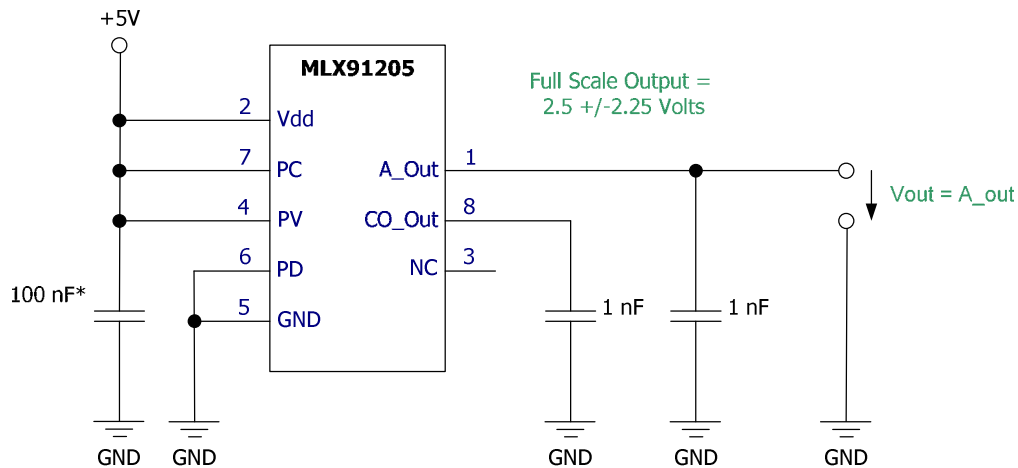 +5V
MLX91205
Full Scale Output =
2.5 +/-2.25 Volts
2
Vdd
7
PC
A_Out
1
Vout = A_out
4
PV
CO_Out
8
6
PD
NC
3
100 nF*
5
GND
1 nF
1 nF
GND
GND
GND
GND
GND